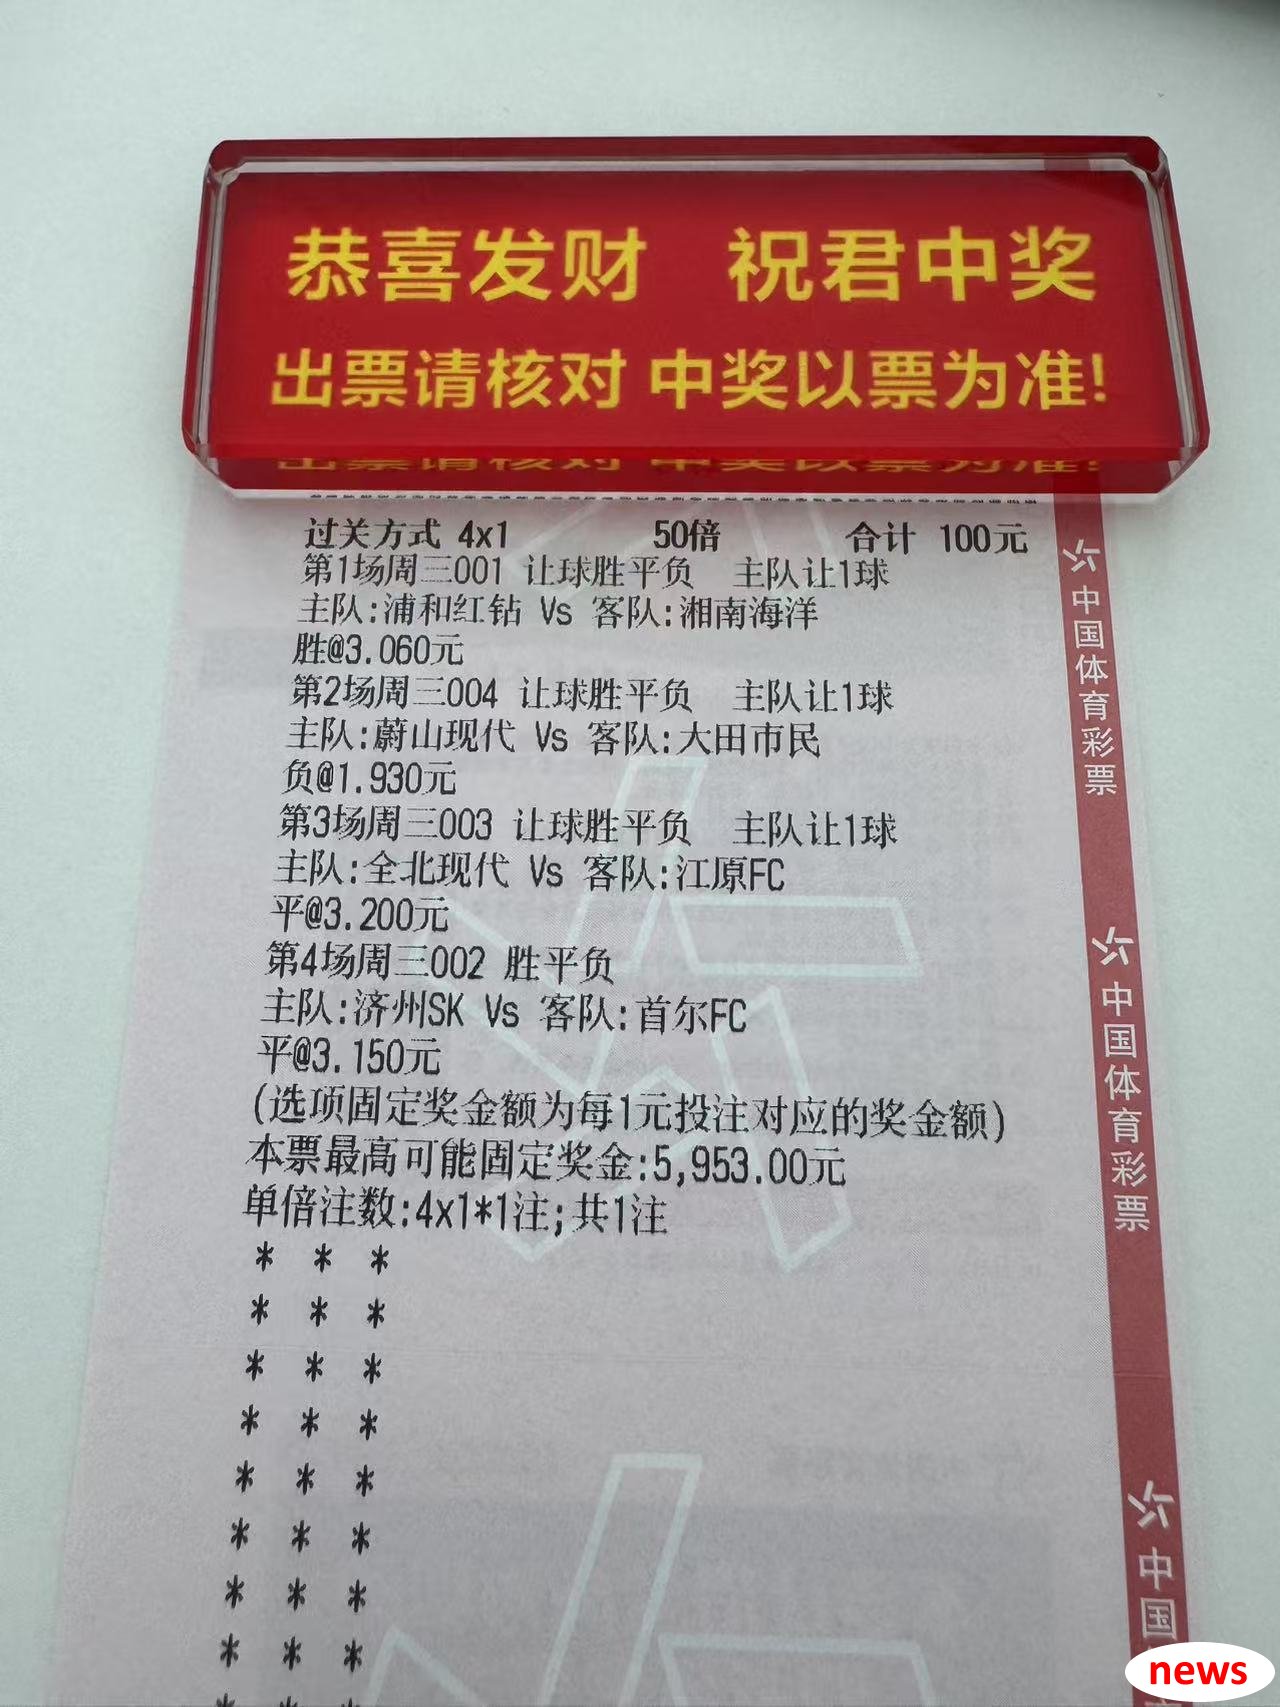 恭喜发财 祝君中奖
出票请核对 中奖以票为准!
过关方式 4x1 50倍 合计 100元
第1场周三001 让球胜平负 主队让1球
主队:浦和红钻 Vs 客队:湘南海洋
胜@3.060元
第2场周三004 让球胜平负 主队让1球
主队:蔚山现代 Vs 客队:大田市民
负@1.930元
第3场周三003 让球胜平负 主队让1球
主队:全北现代 Vs 客队:江原FC
平@3.200元
第4场周三002 胜平负
主队:济州SK Vs 客队:首尔FC
平@3.150元
(选项固定奖金额为每1元投注对应的奖金额)
本票最高可能固定奖金:5,953.00元
单倍注数:4x1*1注;共1注
* * *
* * *
* * *
* * *
* * *
* * *
* * *
* * *
* * *
中国体育彩票
中国体育彩票
中国
news